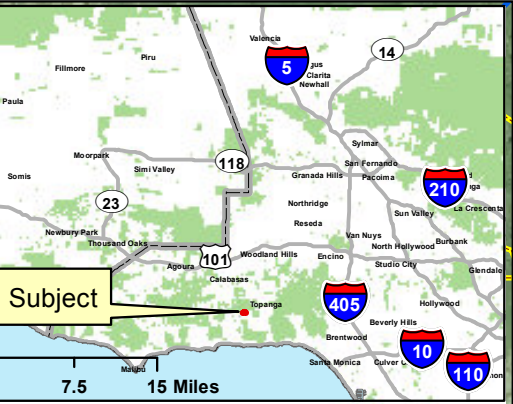 Valencia
5
14
Piru
Fillmore
Clarita
Newhall
Paula
Sylmar
Moorpark
118
San Fernando
Simi Valley
Granada Hills
Pacoima
Somis
210
23
Northridge
La Crescenta
Reseda
Sun Valley
Newbury Park
Van Nuys
Thousand Oaks
101
North Hollywood
Burbank
Woodland Hills
Encino
Agoura
Studio City
Glendale
Calabasas
Subject
405
Topanga
Hollywood
Beverly Hills
Brentwood
10
Santa Monica
Culver C
110
Malibu
7.5
15 Miles